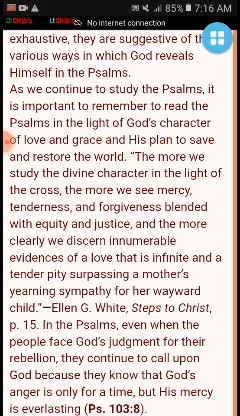 0KB/s 0KB/s 85% 7:16 AM
No internet connection
exhaustive, they are suggestive of the
various ways in which God reveals
Himself in the Psalms.
As we continue to study the Psalms, it
is important to remember to read the
Psalms in the light of God’s character
of love and grace and His plan to save
and restore the world. “The more we
study the divine character in the light of
the cross, the more we see mercy,
tenderness, and forgiveness blended
with equity and justice, and the more
clearly we discern innumerable
evidences of a love that is infinite and a
tender pity surpassing a mother’s
yearning sympathy for her wayward
child.”—Ellen G. White, Steps to Christ,
p. 15. In the Psalms, even when the
people face God’s judgment for their
rebellion, they continue to call upon
God because they know that God’s
anger is only for a time, but His mercy
is everlasting (Ps. 103:8).